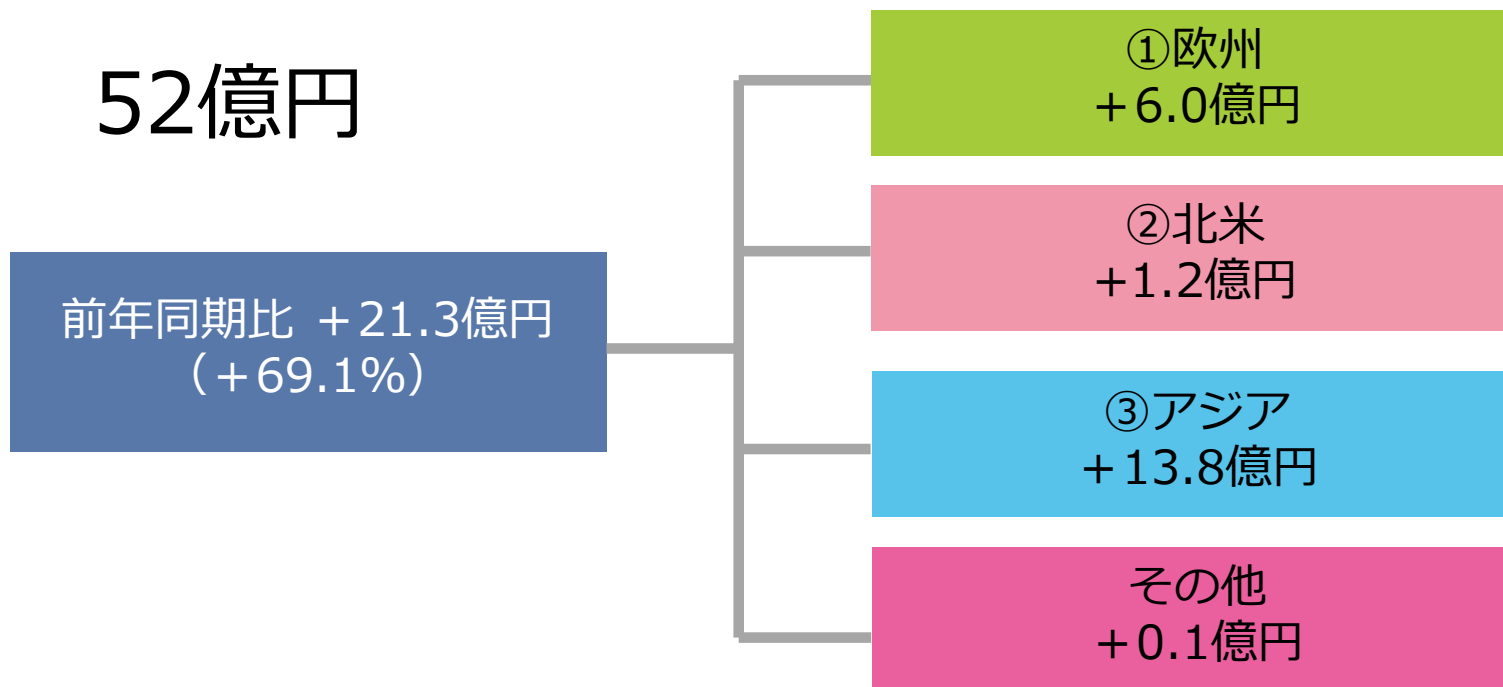 52億円
前年同期比 +21.3億円
（+69.1%）
①欧州
+6.0億円
②北米
+1.2億円
③アジア
+13.8億円
その他
+0.1億円